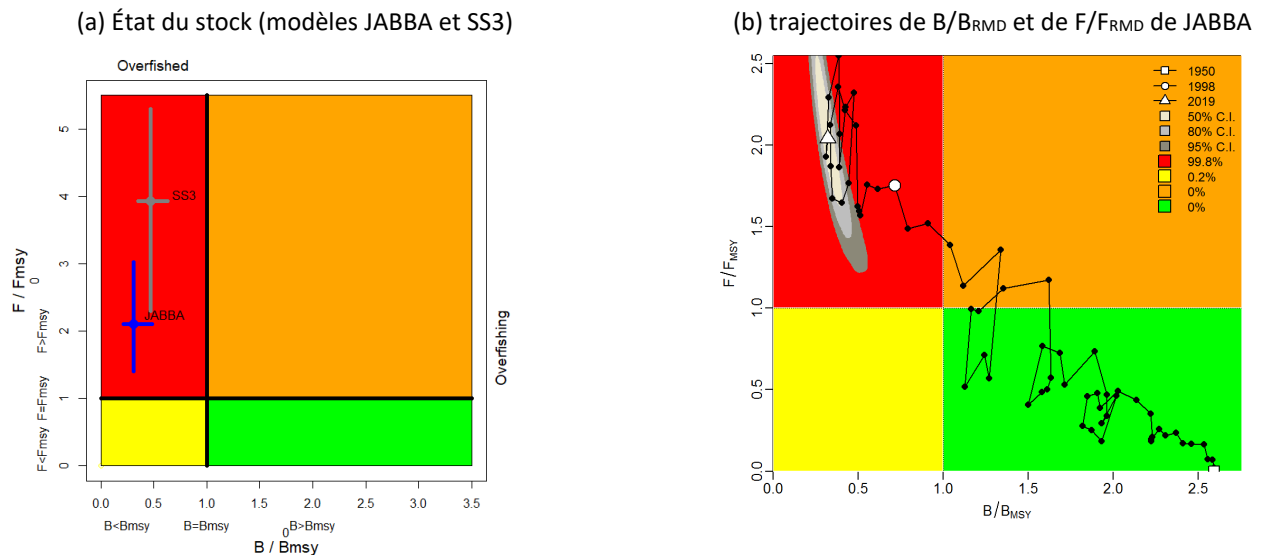 (a) État du stock (modèles JABBA et SS3)
Overfished
SS3
JABBA
5
4
3
2
1
0
F / Fmsy
0
F<Fmsy F=Fmsy F>Fmsy
Overfishing
0.0 0.5 1.0 1.5 2.0 2.5 3.0 3.5
B<Bmsy B=Bmsy 0B>Bmsy
B / Bmsy
(b) trajectoires de B/BRMD et de F/FRMD de JABBA
1950
1998
2019
50% C.I.
80% C.I.
95% C.I.
99.8%
0.2%
0%
0%
2.5
2.0
1.5
1.0
0.5
0.0
F/FMSY
0.0 0.5 1.0 1.5 2.0 2.5
B/BMSY